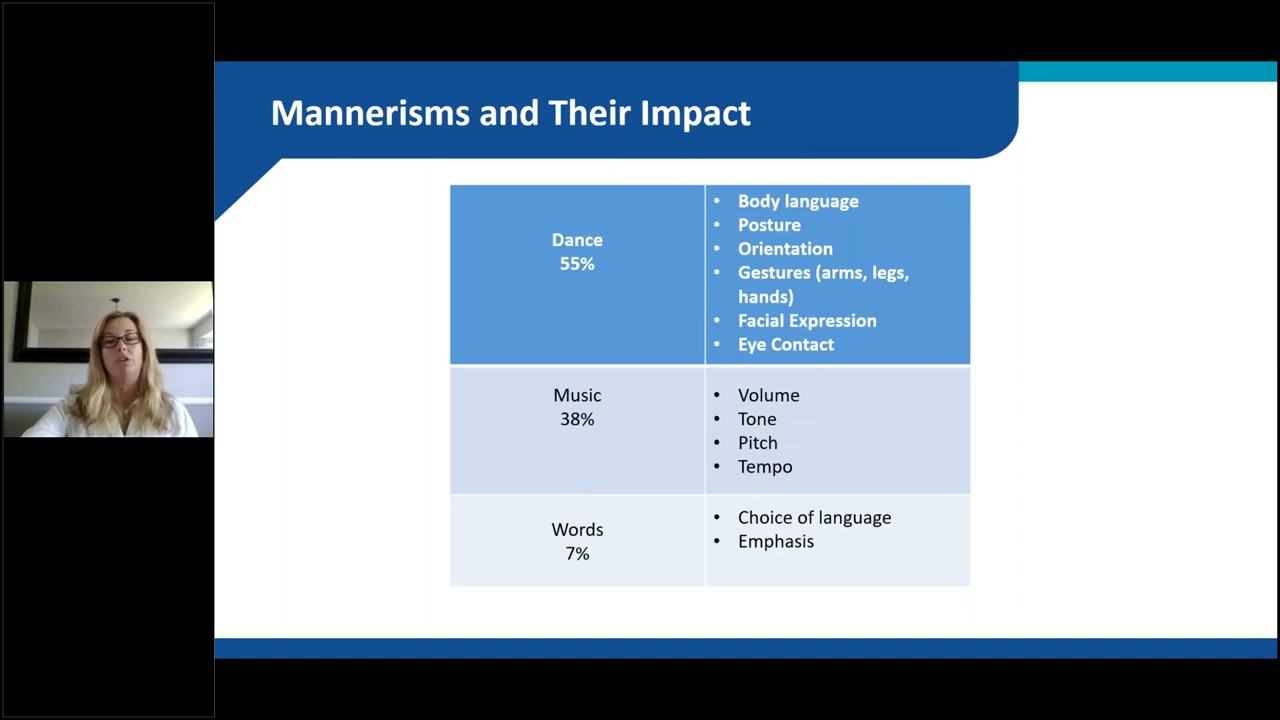 Mannerisms and Their Impact
Dance
55%
• Body language
• Posture
• Orientation
• Gestures (arms, legs,
hands)
• Facial Expression
• Eye Contact
Music
38%
• Volume
• Tone
• Pitch
• Tempo
Words
7%
• Choice of language
• Emphasis